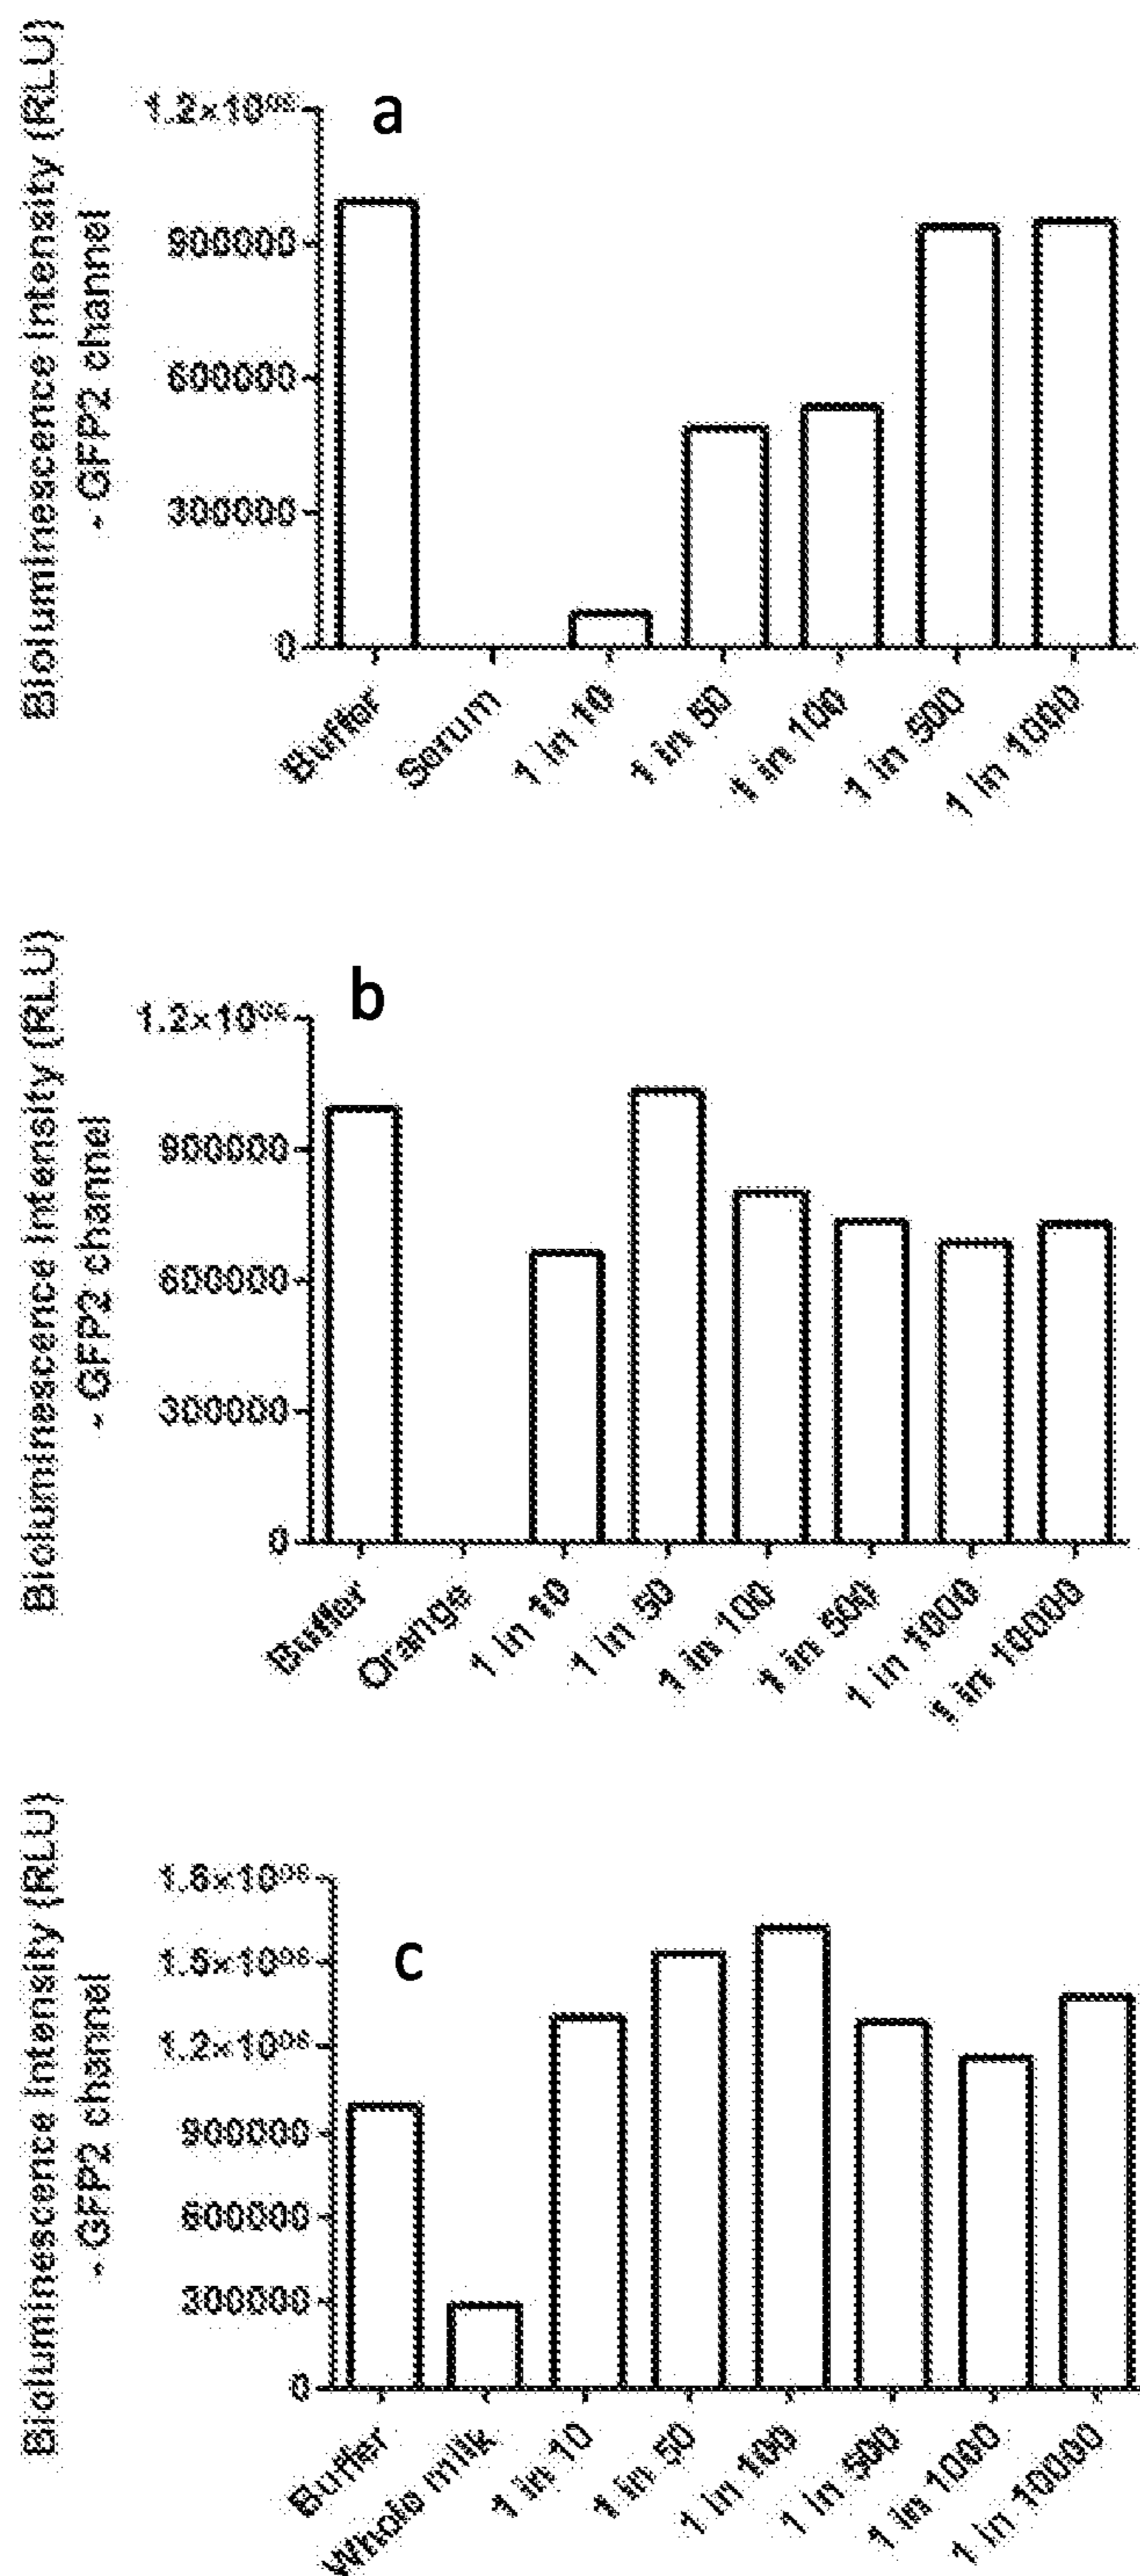 a
Bioluminescence Intensity (RLU)
- GFP2 channel
1.2×10⁰⁶
900000
600000
300000
0
Buffer
Serum
1 in 10
1 in 50
1 in 100
1 in 500
1 in 1000
b
Bioluminescence Intensity (RLU)
- GFP2 channel
1.2×10⁰⁶
900000
600000
300000
0
Buffer
Orange
1 in 10
1 in 50
1 in 100
1 in 500
1 in 1000
1 in 10000
c
Bioluminescence Intensity (RLU)
- GFP2 channel
1.8×10⁰⁶
1.5×10⁰⁶
1.2×10⁰⁶
900000
600000
300000
0
Buffer
Whole milk
1 in 10
1 in 50
1 in 100
1 in 500
1 in 1000
1 in 10000